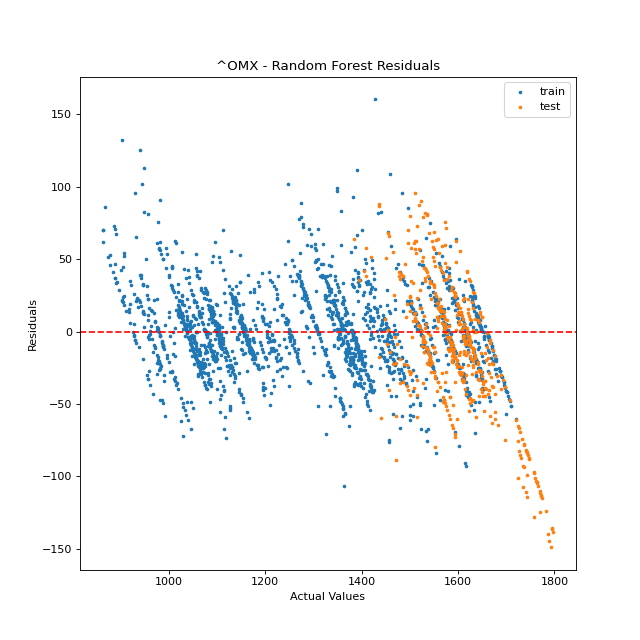 ^OMX - Random Forest Residuals
train
test
150
100
50
0
−50
−100
−150
Residuals
1000 1200 1400 1600 1800
Actual Values